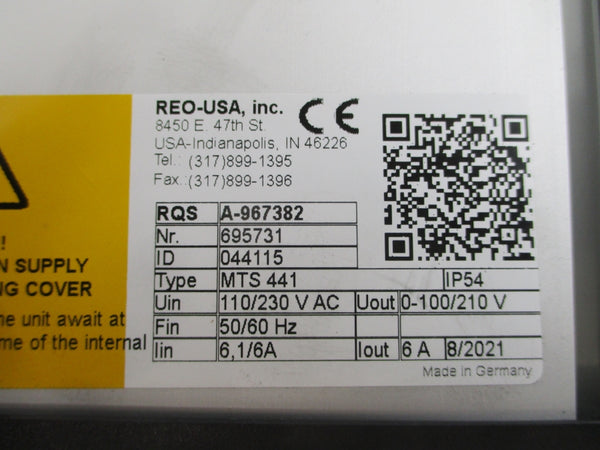 REO-USA, inc. CE
8450 E. 47th St.
USA-Indianapolis, IN 46226
Tel.: (317)899-1395
Fax.: (317)899-1396
RQS A-967382
Nr. 695731
ID 044115
Type MTS 441 IP54
Uin 110/230 V AC Uout 0-100/210 V
Fin 50/60 Hz
Iin 6,1/6A Iout 6 A 8/2021
Made in Germany
!
N SUPPLY
NG COVER
ne unit await at
me of the internal